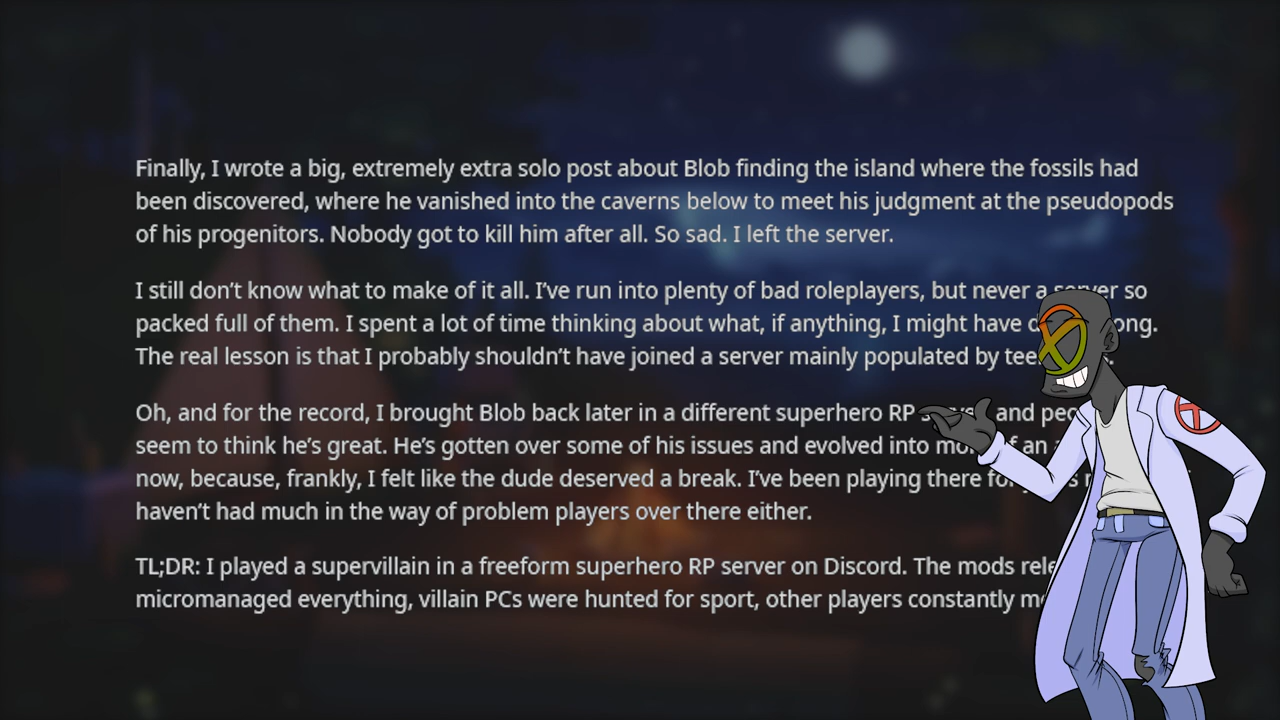 Finally, I wrote a big, extremely extra solo post about Blob finding the island where the fossils had
been discovered, where he vanished into the caverns below to meet his judgment at the pseudopods
of his progenitors. Nobody got to kill him after all. So sad. I left the server.
I still don’t know what to make of it all. I’ve run into plenty of bad roleplayers, but never a server so
packed full of them. I spent a lot of time thinking about what, if anything, I might have
The real lesson is that I probably shouldn’t have joined a server mainly populated by
Oh, and for the record, I brought Blob back later in a different superhero RP and
seem to think he’s great. He’s gotten over some of his issues and evolved into an
now, because, frankly, I felt like the dude deserved a break. I’ve been playing there
haven’t had much in the way of problem players over there either.
TL;DR: I played a supervillain in a freeform superhero RP server on Discord. The mods
micromanaged everything, villain PCs were hunted for sport, other players constantly